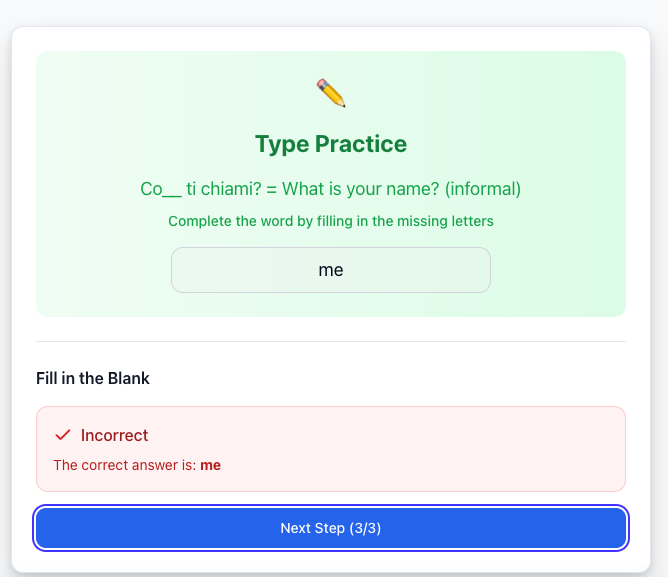 Type Practice
Co__ ti chiami? = What is your name? (informal)
Complete the word by filling in the missing letters
me
Fill in the Blank
Incorrect
The correct answer is: me
Next Step (3/3)